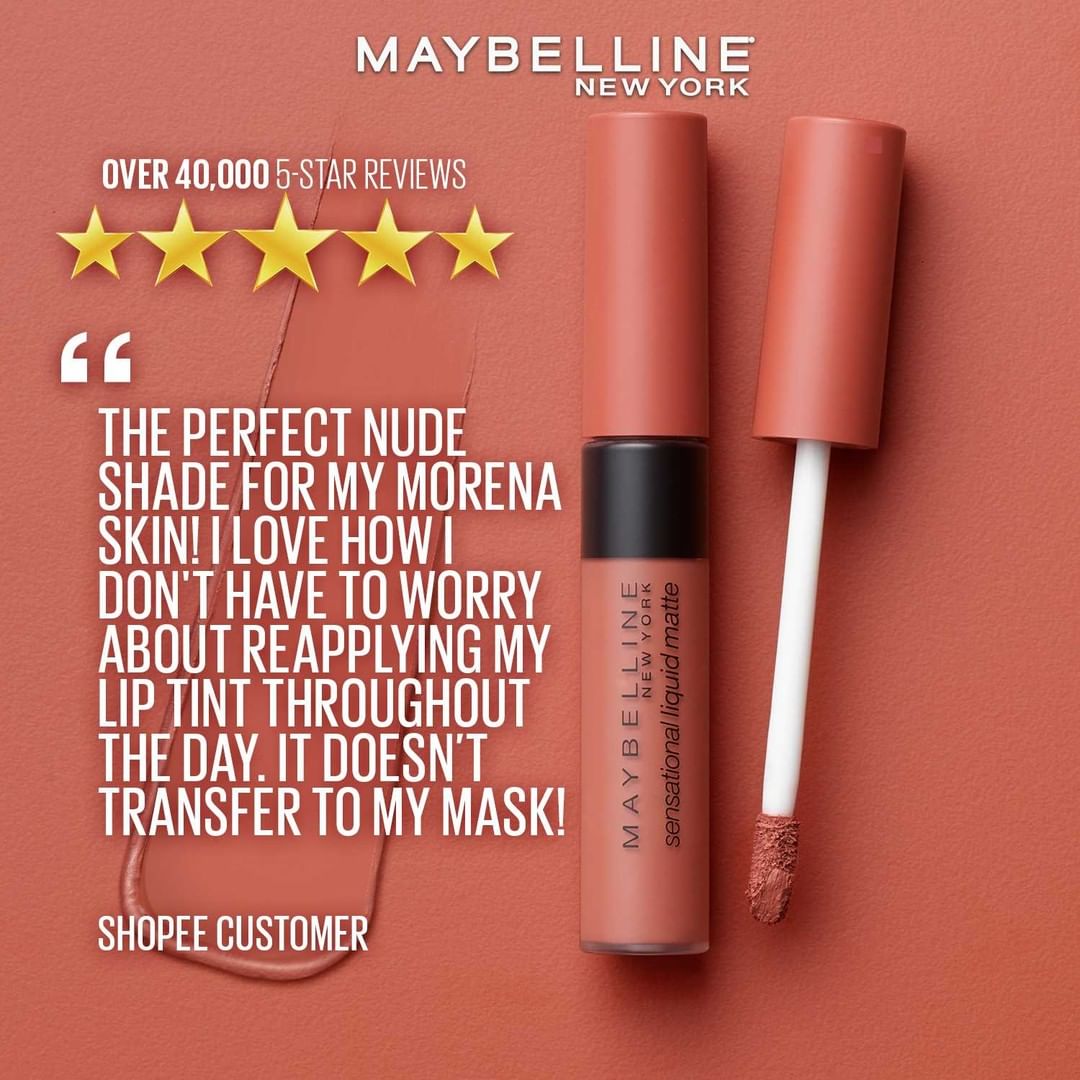 MAYBELLINE
NEW YORK
OVER 40,000 5-STAR REVIEWS
“
THE PERFECT NUDE
SHADE FOR MY MORENA
SKIN! I LOVE HOW I
DON'T HAVE TO WORRY
ABOUT REAPPLYING MY
LIP TINT THROUGHOUT
THE DAY. IT DOESN'T
TRANSFER TO MY MASK!
SHOPEE CUSTOMER
MAYBELLINE
NEW YORK
sensational liquid matte